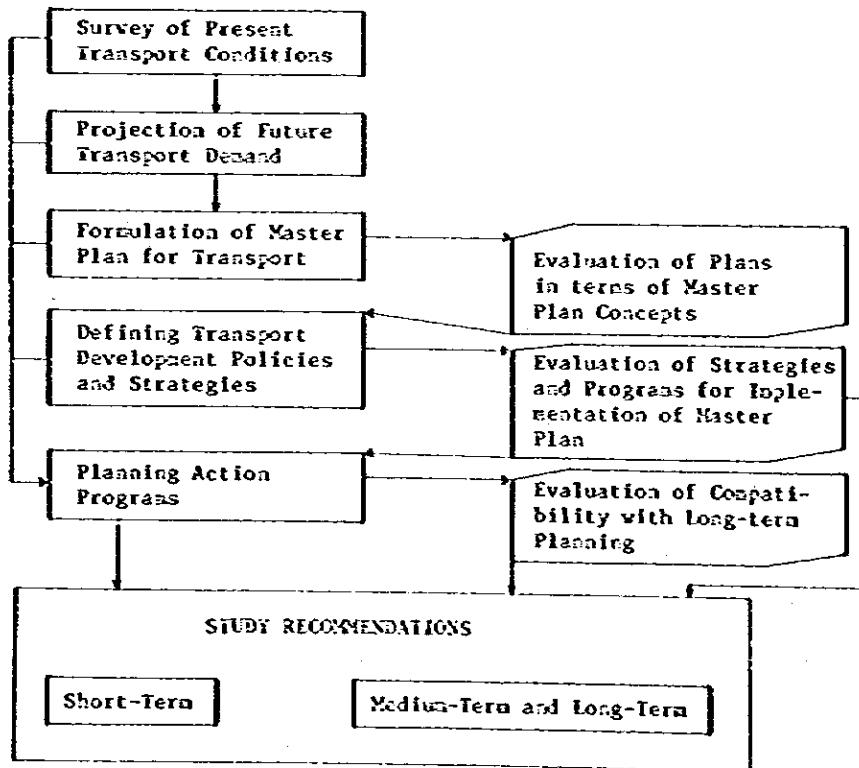 Survey of Present
Transport Conditions
Projection of Future
Transport Demand
Formulation of Master
Plan for Transport
Evaluation of Plans
in terms of Master
Plan Concepts
Defining Transport
Development Policies
and Strategies
Evaluation of Strategies
and Programs for Imple-
mentation of Master
Plan
Planning Action
Programs
Evaluation of Compati-
bility with Long-term
Planning
STUDY RECOMMENDATIONS
Short-Term
Medium-Term and Long-Term